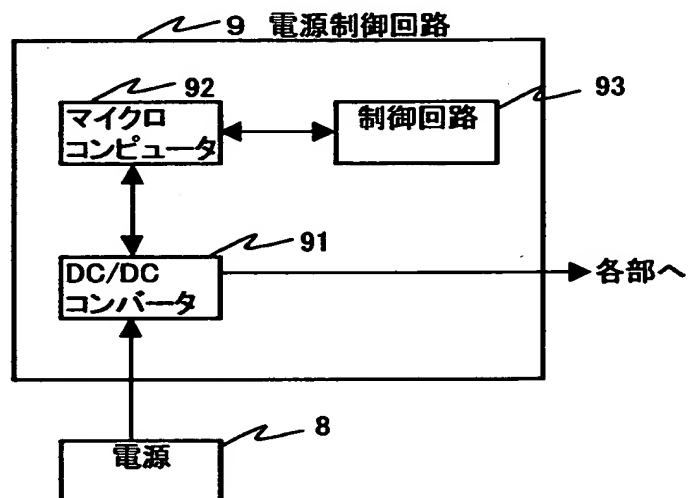 9 電源制御回路
92
マイクロ
コンピュータ
93
制御回路
91
DC/DC
コンバータ
各部へ
8
電源